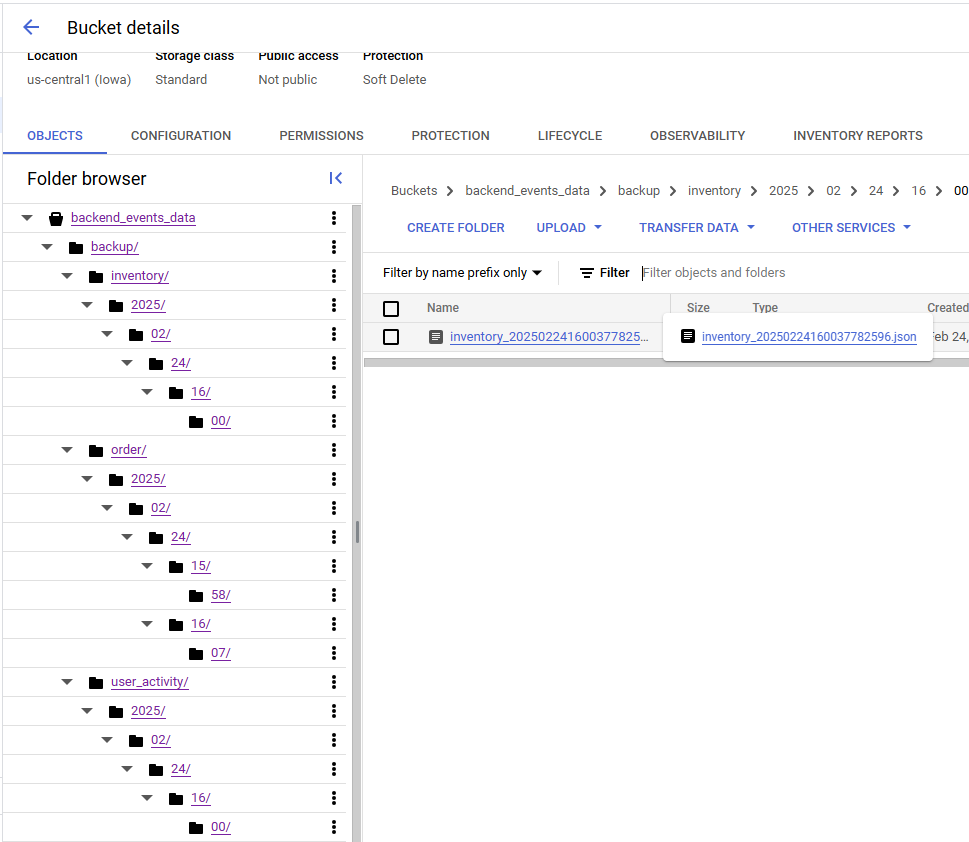 Bucket details
Location Storage class Public access Protection
us-central1 (Iowa) Standard Not public Soft Delete
OBJECTS CONFIGURATION PERMISSIONS PROTECTION LIFECYCLE OBSERVABILITY INVENTORY REPORTS
Folder browser
backend_events_data
backup/
inventory/
2025/
02/
24/
16/
00/
order/
2025/
02/
24/
15/
58/
16/
07/
user_activity/
2025/
02/
24/
16/
00/
Buckets > backend_events_data > backup > inventory > 2025 > 02 > 24 > 16 > 00
CREATE FOLDER UPLOAD TRANSFER DATA OTHER SERVICES
Filter by name prefix only Filter Filter objects and folders
Name Size Type Created
inventory_202502241600377825… inventory_20250224160037782596.json Feb 24,